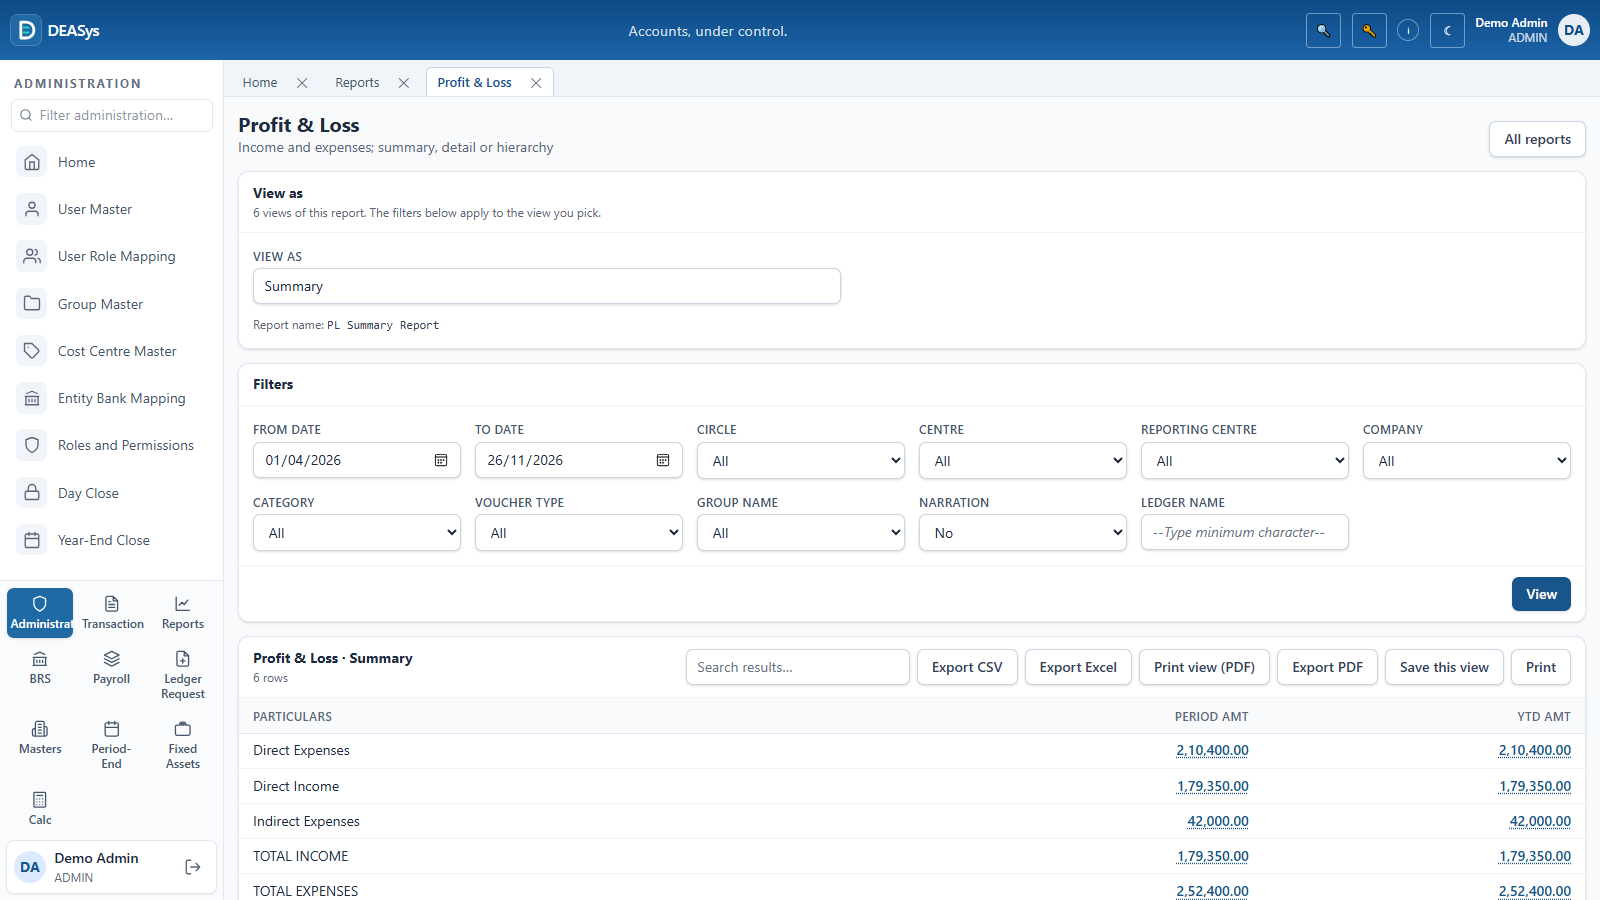 DEASys
Accounts, under control.
Demo Admin
ADMIN
DA
ADMINISTRATION
Filter administration...
Home
User Master
User Role Mapping
Group Master
Cost Centre Master
Entity Bank Mapping
Roles and Permissions
Day Close
Year-End Close
Administrat
Transaction
Reports
BRS
Payroll
Ledger
Request
Masters
Period-
End
Fixed
Assets
Calc
DA
Demo Admin
ADMIN
Home
Reports
Profit & Loss
Profit & Loss
Income and expenses; summary, detail or hierarchy
All reports
View as
6 views of this report. The filters below apply to the view you pick.
VIEW AS
Summary
Report name: PL Summary Report
Filters
FROM DATE TO DATE CIRCLE CENTRE REPORTING CENTRE COMPANY
01/04/2026 26/11/2026 All All All All
CATEGORY VOUCHER TYPE GROUP NAME NARRATION LEDGER NAME
All All All No --Type minimum character--
View
Profit & Loss · Summary
6 rows
Search results... Export CSV Export Excel Print view (PDF) Export PDF Save this view Print
PARTICULARS PERIOD AMT YTD AMT
Direct Expenses 2,10,400.00 2,10,400.00
Direct Income 1,79,350.00 1,79,350.00
Indirect Expenses 42,000.00 42,000.00
TOTAL INCOME 1,79,350.00 1,79,350.00
TOTAL EXPENSES 2,52,400.00 2,52,400.00